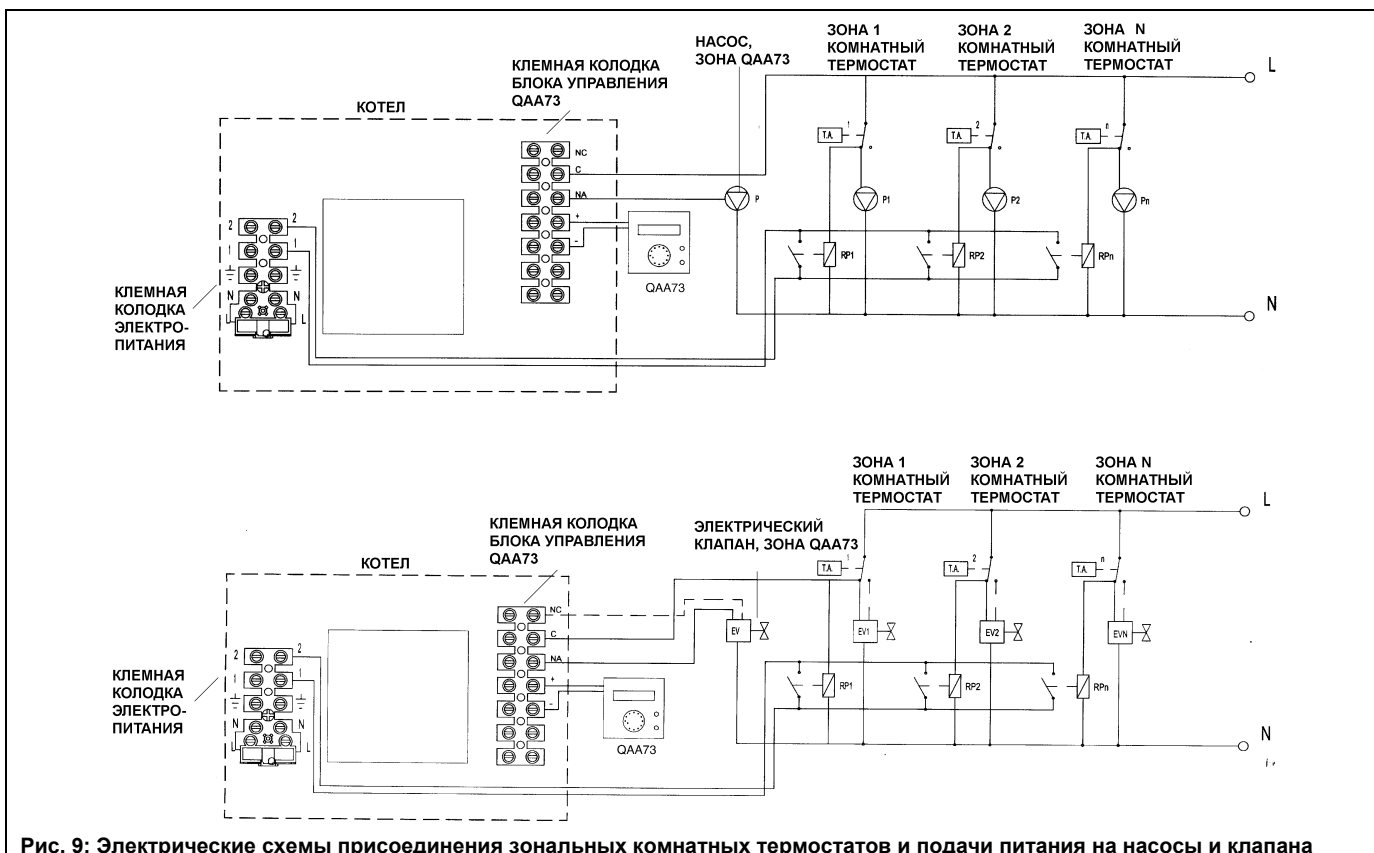 ЗОНА 1
КОМНАТНЫЙ
ТЕРМОСТАТ
ЗОНА 2
КОМНАТНЫЙ
ТЕРМОСТАТ
ЗОНА N
КОМНАТНЫЙ
ТЕРМОСТАТ
НАСОС,
ЗОНА QAA73
КЛЕМНАЯ КОЛОДКА
БЛОКА УПРАВЛЕНИЯ
QAA73
КОТЕЛ
L
T.A.
1
T.A.
2
T.A.
n
NC
C
NA
+
-
P
P1
P2
Pn
QAA73
RP1
RP2
RPn
2
2
1
1
N
N
L
L
КЛЕМНАЯ
КОЛОДКА
ЭЛЕКТРО-
ПИТАНИЯ
N
ЗОНА 1
КОМНАТНЫЙ
ТЕРМОСТАТ
ЗОНА 2
КОМНАТНЫЙ
ТЕРМОСТАТ
ЗОНА N
КОМНАТНЫЙ
ТЕРМОСТАТ
L
КЛЕМНАЯ КОЛОДКА
БЛОКА УПРАВЛЕНИЯ
QAA73
ЭЛЕКТРИЧЕСКИЙ
КЛАПАН, ЗОНА QAA73
КОТЕЛ
T.A.
1
T.A.
2
T.A.
n
NC
C
NA
+
-
EV
EV1
EV2
EVN
QAA73
RP1
RP2
RPn
2
2
1
1
N
N
L
L
КЛЕМНАЯ
КОЛОДКА
ЭЛЕКТРО-
ПИТАНИЯ
N
Рис. 9: Электрические схемы присоединения зональных комнатных термостатов и подачи питания на насосы и клапана